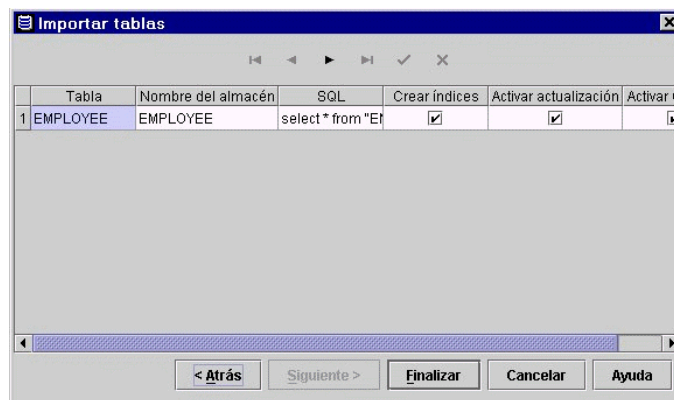 Importar tablas
Tabla Nombre del almacén SQL Crear índices Activar actualización Activar
1 EMPLOYEE EMPLOYEE select * from
< Atrás Siguiente > Finalizar Cancelar Ayuda